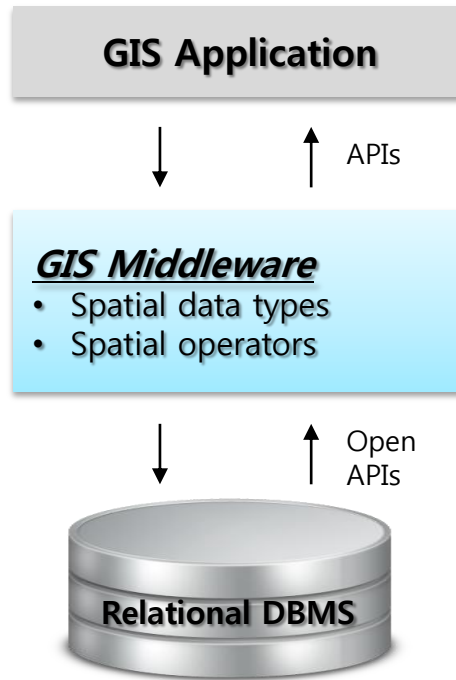 GIS Application
APIs
GIS Middleware
• Spatial data types
• Spatial operators
Open
APIs
Relational DBMS